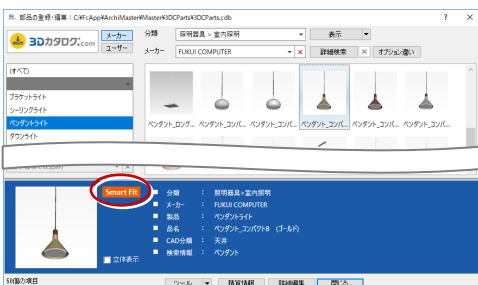 部品の登録・編集 : C:¥FcApp¥ArchiMaster¥Master¥3DCParts¥3DCParts.cdb
? ×
3Dカタログ.com
メーカー
ユーザー
分類 照明器具 > 室内照明 表示
メーカー FUKUI COMPUTER 詳細検索 オプション違い
(すべて)
ブラケットライト
シーリングライト
ペンダントライト
ダウンライト
ペンダント_ロング... ペンダント_コンパ... ペンダント_コンパ... ペンダント_コンパ... ペンダント_コンパ... ペンダント_コンパ...
Smart Fit
■ 分類 : 照明器具>室内照明
■ メーカー : FUKUI COMPUTER
■ 製品 : ペンダントライト
■ 品名 : ペンダント_コンパクトB (ゴールド)
■ CAD分類 : 天井
■ 検索情報 : ペンダント
立体表示
50個の項目
ツール 積算情報 詳細編集 閉じる